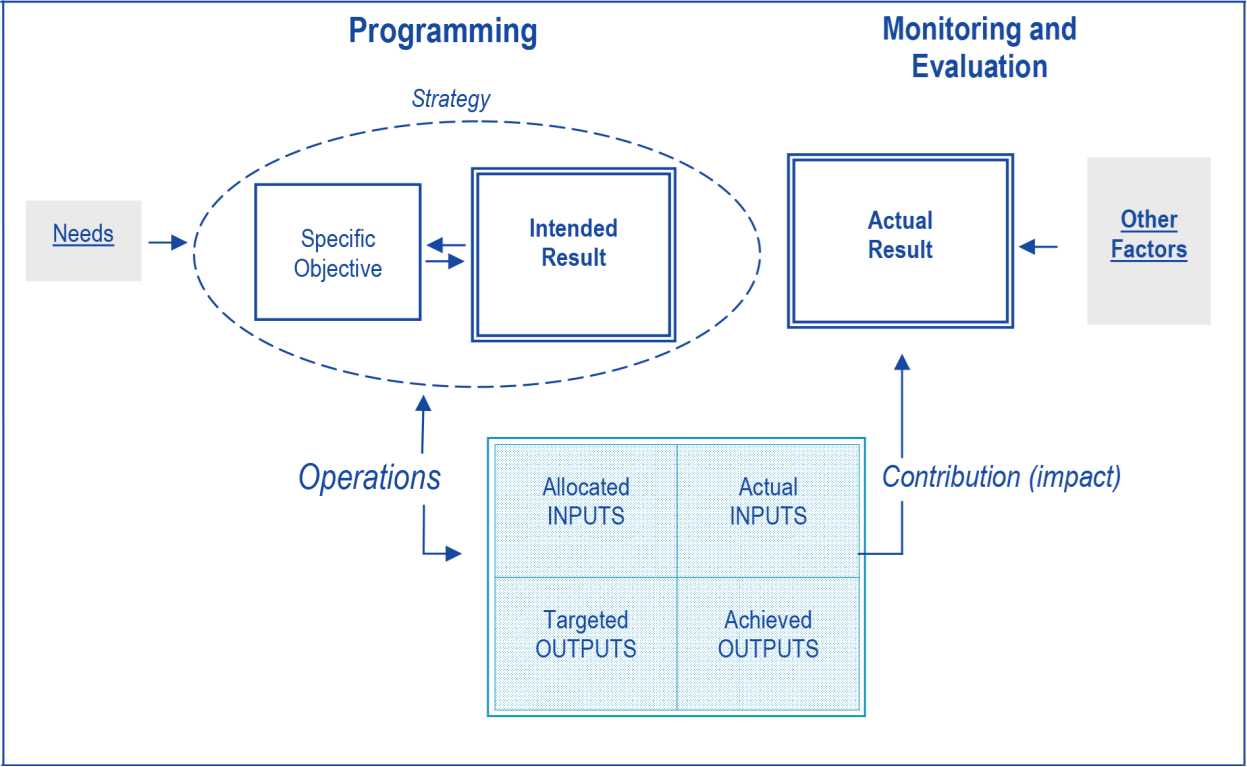 Programming
Monitoring and
Evaluation
Strategy
Needs
Specific
Objective
Intended
Result
Actual
Result
Other
Factors
Operations
Allocated
INPUTS
Actual
INPUTS
Contribution (impact)
Targeted
OUTPUTS
Achieved
OUTPUTS